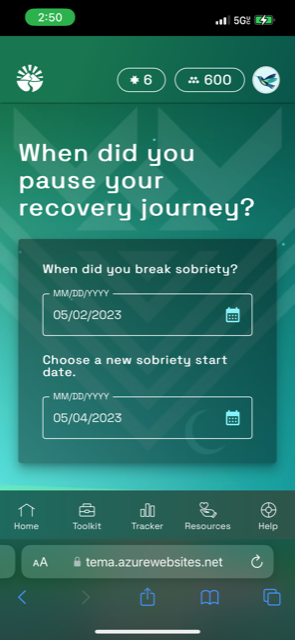 2:50
5G
6
600
When did you
pause your
recovery journey?
When did you break sobriety?
MM/DD/YYYY
05/02/2023
Choose a new sobriety start
date.
MM/DD/YYYY
05/04/2023
Home
Toolkit
Tracker
Resources
Help
AA
tema.azurewebsites.net